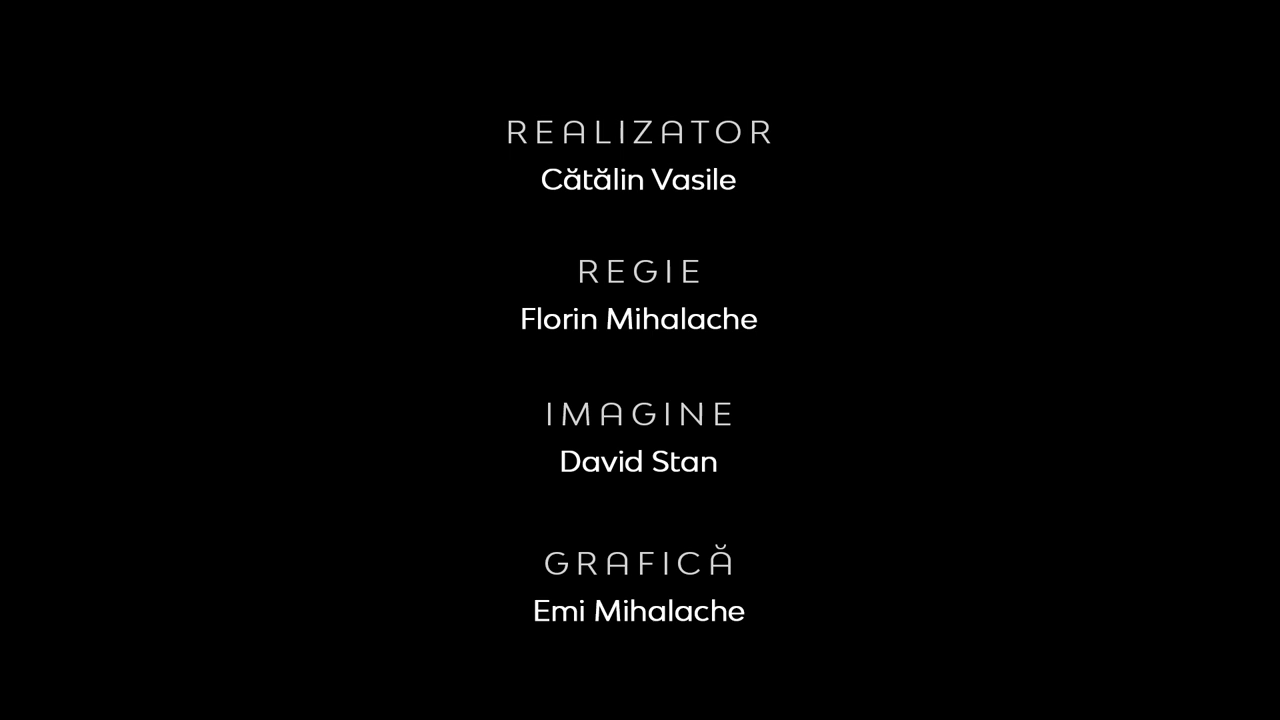 REALIZATOR
Cătălin Vasile
REGIE
Florin Mihalache
IMAGINE
David Stan
GRAFICĂ
Emi Mihalache